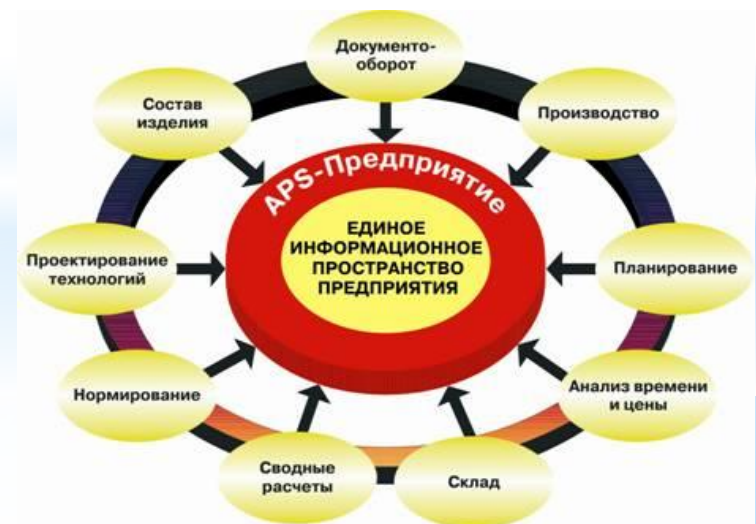 Документо-
оборот
Состав
изделия
Производство
APS-Предприятие
ЕДИНОЕ
ИНФОРМАЦИОННОЕ
ПРОСТРАНСТВО
ПРЕДПРИЯТИЯ
Проектирование
технологий
Планирование
Нормирование
Анализ времени
и цены
Сводные
расчеты
Склад